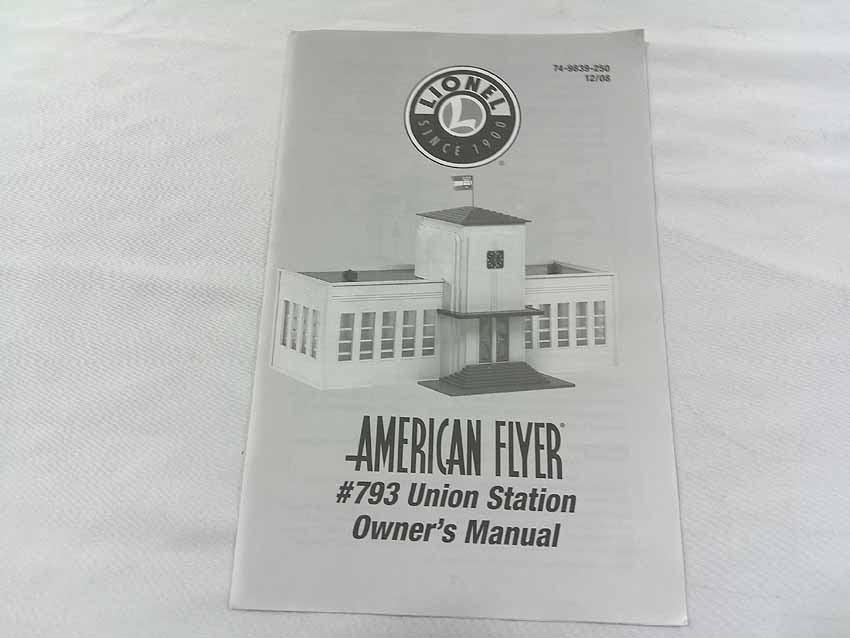 74-9839-250
12/08
LIONEL
L
SINCE 1900
®
AMERICAN FLYER®
#793 Union Station
Owner's Manual